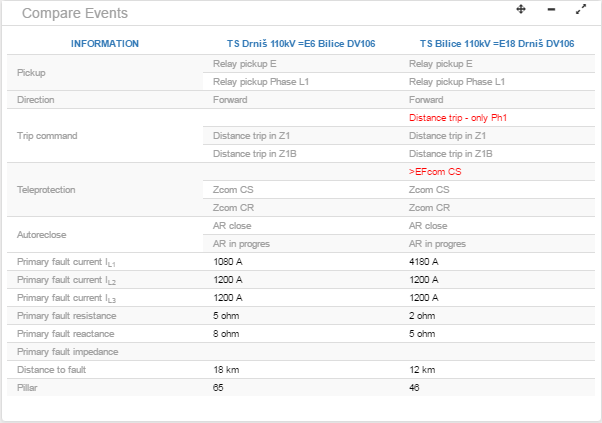 Compare Events
INFORMATION TS Drniš 110kV =E6 Bilice DV106 TS Bilice 110kV =E18 Drniš DV106
Pickup Relay pickup E Relay pickup E
Relay pickup Phase L1 Relay pickup Phase L1
Direction Forward Forward
Trip command Distance trip - only Ph1
Distance trip in Z1 Distance trip in Z1
Distance trip in Z1B Distance trip in Z1B
Teleprotection >EFcom CS
Zcom CS Zcom CS
Zcom CR Zcom CR
Autoreclose AR close AR close
AR in progres AR in progres
Primary fault current IL1 1080 A 4180 A
Primary fault current IL2 1200 A 1200 A
Primary fault current IL3 1200 A 1200 A
Primary fault resistance 5 ohm 2 ohm
Primary fault reactance 8 ohm 5 ohm
Primary fault impedance
Distance to fault 18 km 12 km
Pillar 65 46